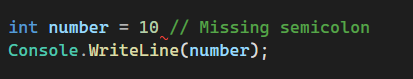 int number = 10 // Missing semicolon
Console.WriteLine(number);